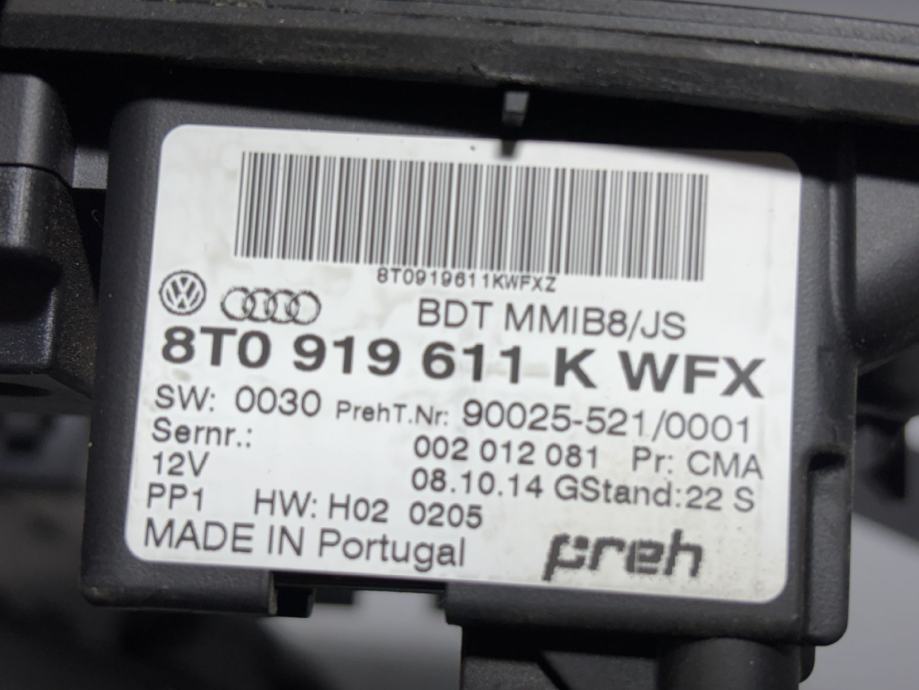 8T0919611KWFXZ
BDT MMIB8/JS
8T0 919 611 K WFX
SW: 0030 PrehT.Nr: 90025-521/0001
Sernr.: 002 012 081 Pr: CMA
12V 08.10.14 GStand:22 S
PP1 HW: H02 0205
MADE IN Portugal preh